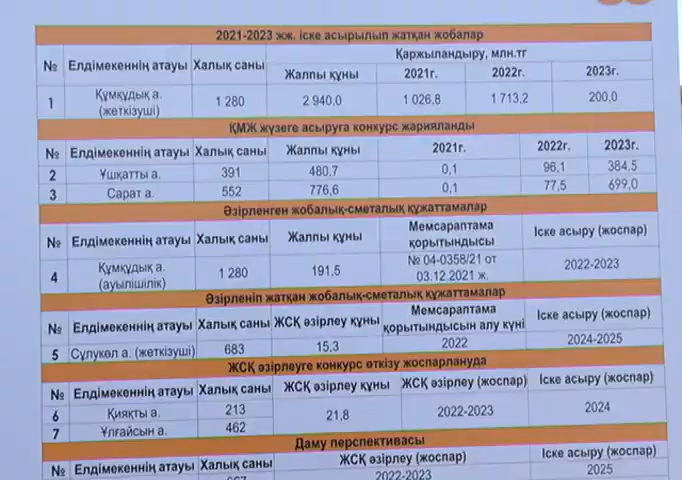 2021-2023 жж. іске асырылып жатқан жобалар
№ Елдімекеннің атауы Халық саны Қаржыландыру, млн.тг
Жалпы құны 2021г. 2022г. 2023г.
1 Құмқұдық а. (жеткізуші) 1 280 2 940,0 1 026,8 1 713,2 200,0
ҚМЖ жүзеге асыруға конкурс жарияланды
№ Елдімекеннің атауы Халық саны Жалпы құны 2021г. 2022г. 2023г.
2 Ұшқатты а. 391 480,7 0,1 96,1 384,5
3 Сарат а. 552 776,6 0,1 77,5 699,0
Әзірленген жобалық-сметалық құжаттамалар
№ Елдімекеннің атауы Халық саны Жалпы құны Мемсараптама қорытындысы Іске асыру (жоспар)
4 Құмқұдық а. (ауылішілік) 1 280 191,5 № 04-0358/21 от 03.12.2021 ж. 2022-2023
Әзірленіп жатқан жобалық-сметалық құжаттамалар
№ Елдімекеннің атауы Халық саны ЖСҚ әзірлеу құны Мемсараптама қорытындысын алу күні Іске асыру (жоспар)
5 Сулукөл а. (жеткізуші) 683 15,3 2022 2024-2025
ЖСҚ әзірлеуге конкурс өткізу жоспарлануда
№ Елдімекеннің атауы Халық саны ЖСҚ әзірлеу құны ЖСҚ әзірлеу (жоспар) Іске асыру (жоспар)
6 Қияқты а. 213 21,8 2022-2023 2024
7 Ұлғайсын а. 462
Даму перспективасы
№ Елдімекеннің атауы Халық саны ЖСҚ әзірлеу (жоспар) Іске асыру (жоспар)
2022-2023 2025